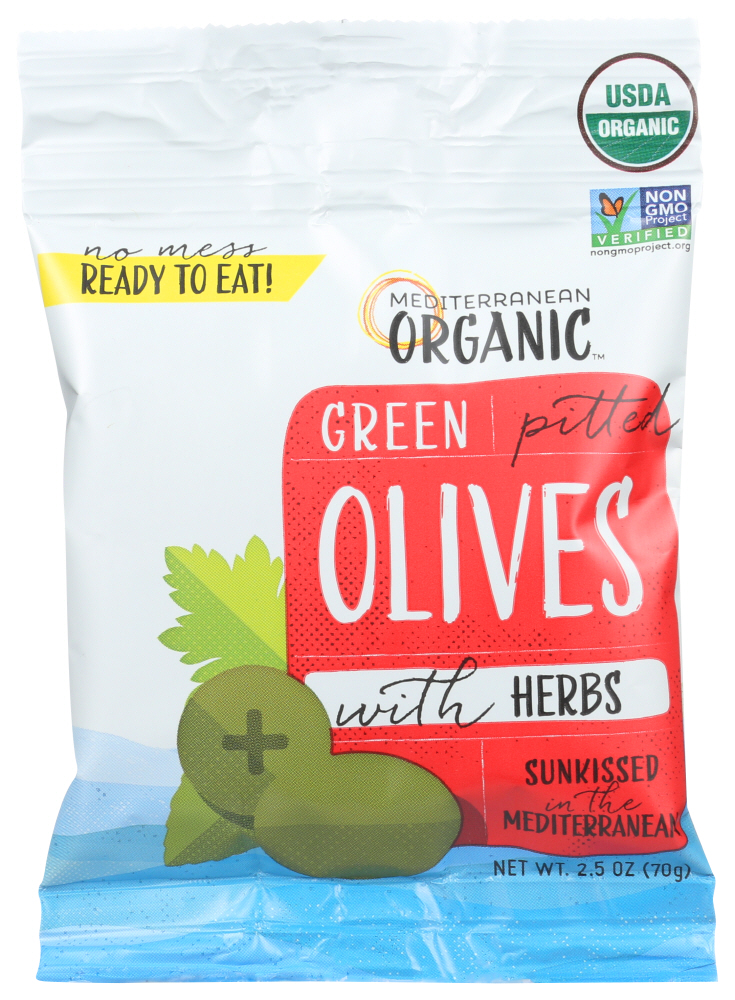 USDA
ORGANIC
NON
GMO
Project
VERIFIED
nongmoproject.org
no mess
READY TO EAT!
MEDITERRANEAN
ORGANIC™
GREEN pitted
OLIVES
with HERBS
SUNKISSED
in the
MEDITERRANEAN
NET WT. 2.5 OZ (70g)